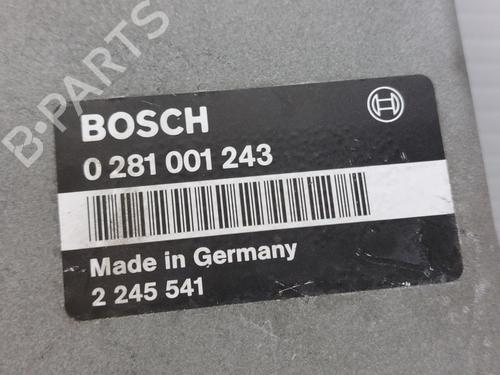 BOSCH
0 281 001 243
Made in Germany
2 245 541
B-PARTS